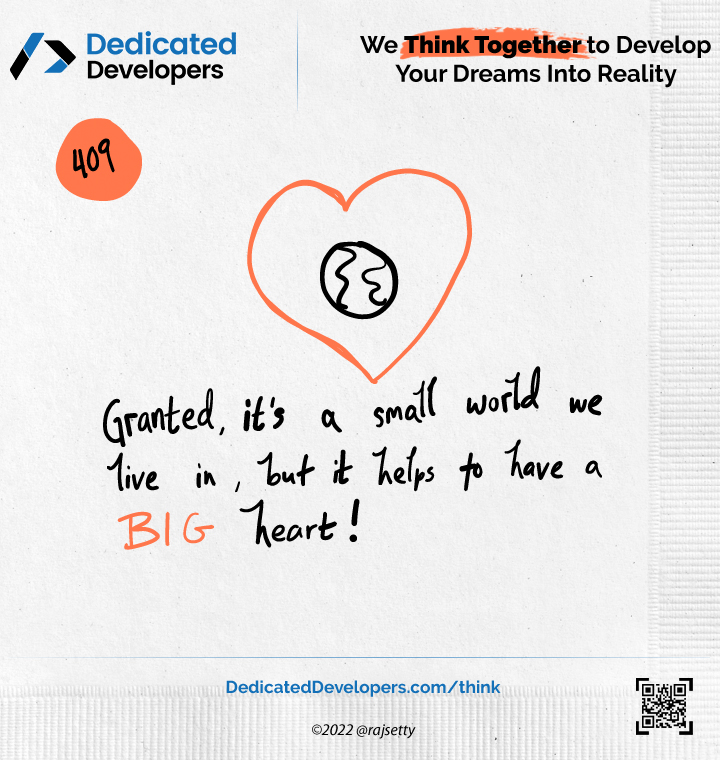 Dedicated
Developers
We Think Together to Develop
Your Dreams Into Reality
409
Granted, it's a small world we
live in, but it helps to have a
BIG heart!
DedicatedDevelopers.com/think
©2022 @rajsetty